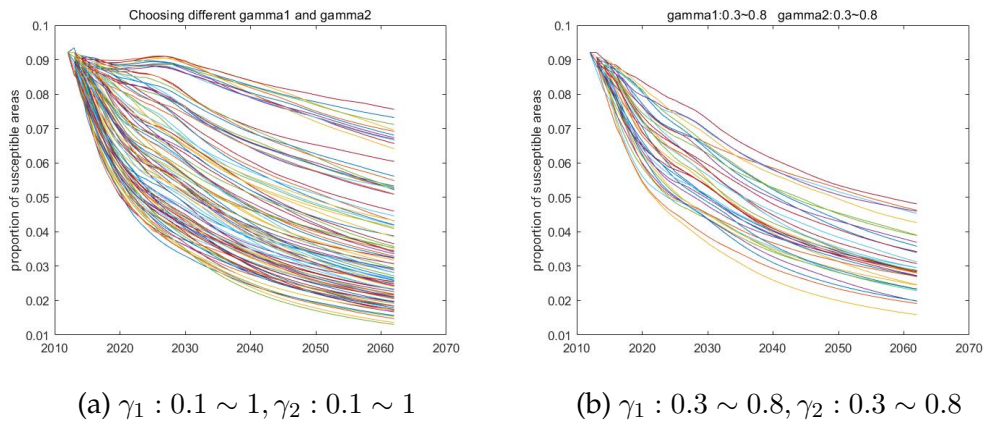 Choosing different gamma1 and gamma2
0.1
0.09
0.08
0.07
0.06
0.05
0.04
0.03
0.02
0.01
proportion of susceptible areas
2010 2020 2030 2040 2050 2060 2070
(a) γ₁ : 0.1 ∼ 1, γ₂ : 0.1 ∼ 1
gamma1:0.3~0.8 gamma2:0.3~0.8
0.1
0.09
0.08
0.07
0.06
0.05
0.04
0.03
0.02
0.01
proportion of susceptible areas
2010 2020 2030 2040 2050 2060 2070
(b) γ₁ : 0.3 ∼ 0.8, γ₂ : 0.3 ∼ 0.8